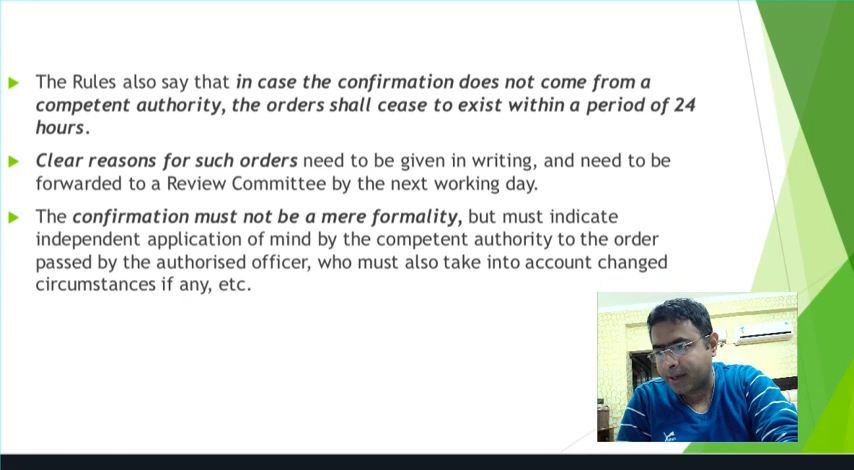 The Rules also say that in case the confirmation does not come from a
competent authority, the orders shall cease to exist within a period of 24
hours.
Clear reasons for such orders need to be given in writing, and need to be
forwarded to a Review Committee by the next working day.
The confirmation must not be a mere formality, but must indicate
independent application of mind by the competent authority to the order
passed by the authorised officer, who must also take into account changed
circumstances if any, etc.